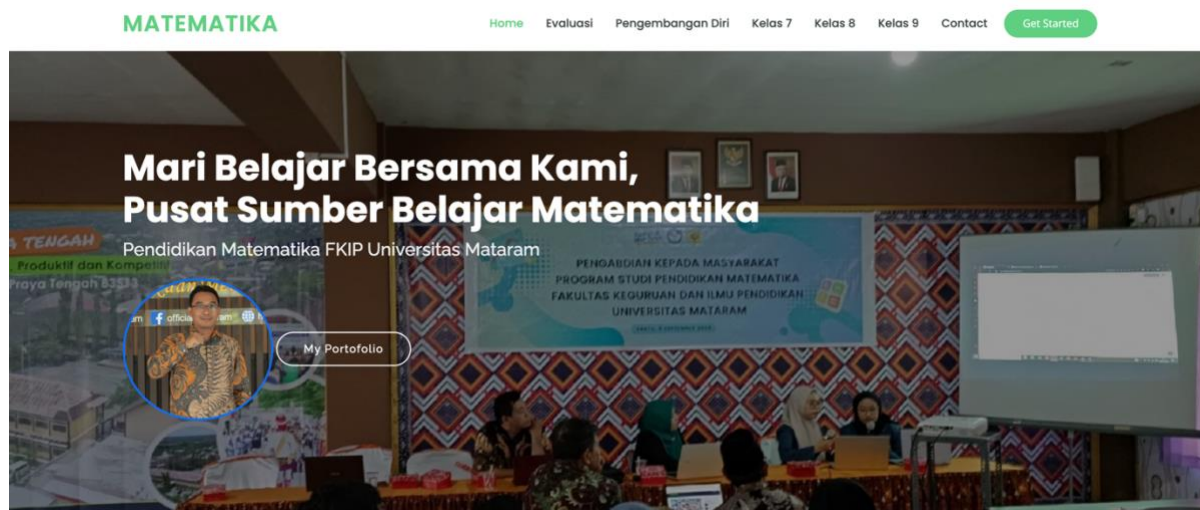 MATEMATIKA
Home Evaluasi Pengembangan Diri Kelas 7 Kelas 8 Kelas 9 Contact Get Started
Mari Belajar Bersama Kami,
Pusat Sumber Belajar Matematika
Pendidikan Matematika FKIP Universitas Mataram
TENGAH
Produktif dan Kompetitif
Praya Tengah
official
My Portofolio
PENGABDIAN KEPADA MASYARAKAT
PROGRAM STUDI PENDIDIKAN MATEMATIKA
FAKULTAS KEGURUAN DAN ILMU PENDIDIKAN
UNIVERSITAS MATARAM